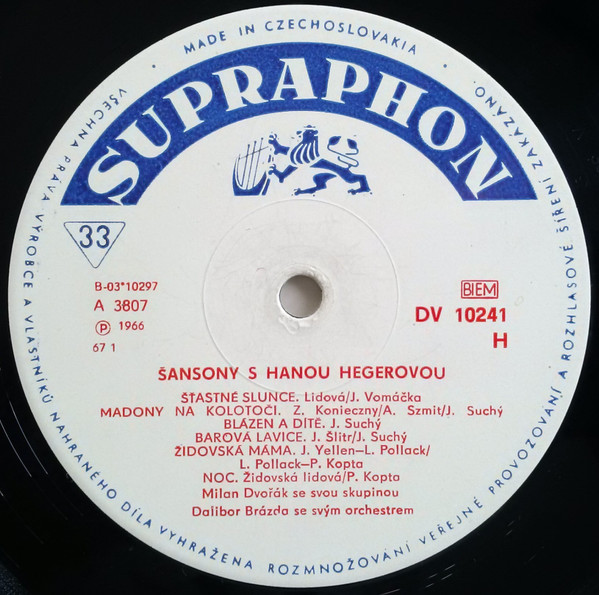 MADE IN CZECHOSLOVAKIA
SUPRAPHON
VŠECHNA PRÁVA VÝROBCE A VLASTNÍKŮ NAHRANÉHO DÍLA VYHRAŽENA ROZMNOŽOVÁNÍ VEŘEJNÉ PROVOZOVÁNÍ A ROZHLASOVÉ ŠÍŘENÍ ZAKÁZÁNO
33
B-03*10297
A 3807
Ⓟ 1966
67 1
BIEM
DV 10241
H
ŠANSONY S HANOU HEGEROVOU
ŠŤASTNÉ SLUNCE. Lidová/J. Vomáčka
MADONY NA KOLOTOČI. Z. Konieczny/A. Szmit/J. Suchý
BLÁZEN A DÍTĚ. J. Suchý
BAROVÁ LAVICE. J. Šlitr/J. Suchý
ŽIDOVSKÁ MÁMA. J. Yellen–L. Pollack/
L. Pollack–P. Kopta
NOC. Židovská lidová/P. Kopta
Milan Dvořák se svou skupinou
Dalibor Brázda se svým orchestrem